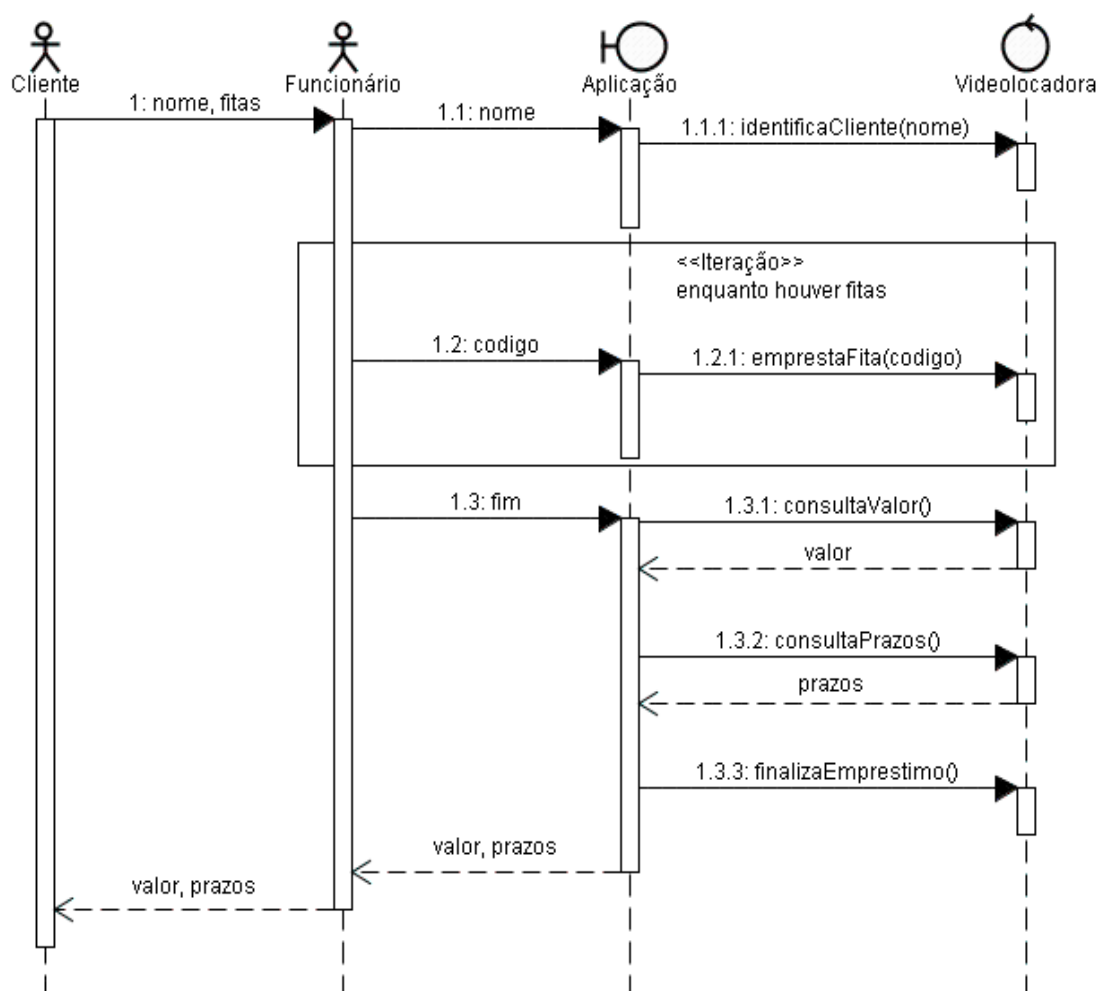 Cliente
Funcionário
Aplicação
Videolocadora
1: nome, fitas
1.1: nome
1.1.1: identificaCliente(nome)
<<Iteração>>
enquanto houver fitas
1.2: codigo
1.2.1: emprestaFita(codigo)
1.3: fim
1.3.1: consultaValor()
valor
1.3.2: consultaPrazos()
prazos
1.3.3: finalizaEmprestimo()
valor, prazos
valor, prazos